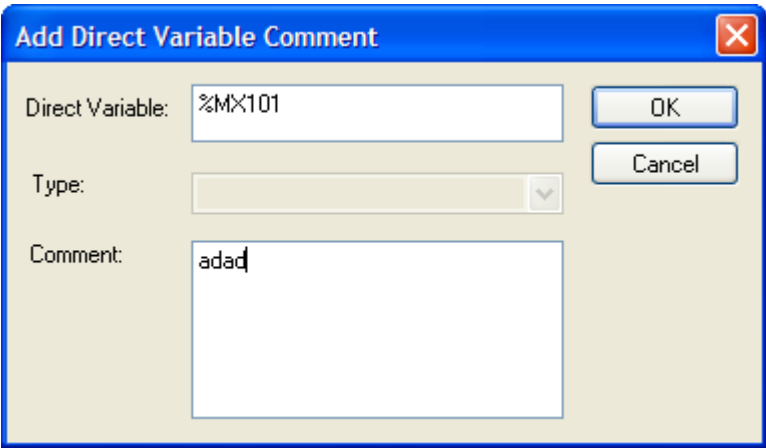 Add Direct Variable Comment
Direct Variable: %MX101 OK
Cancel
Type:
Comment: adad